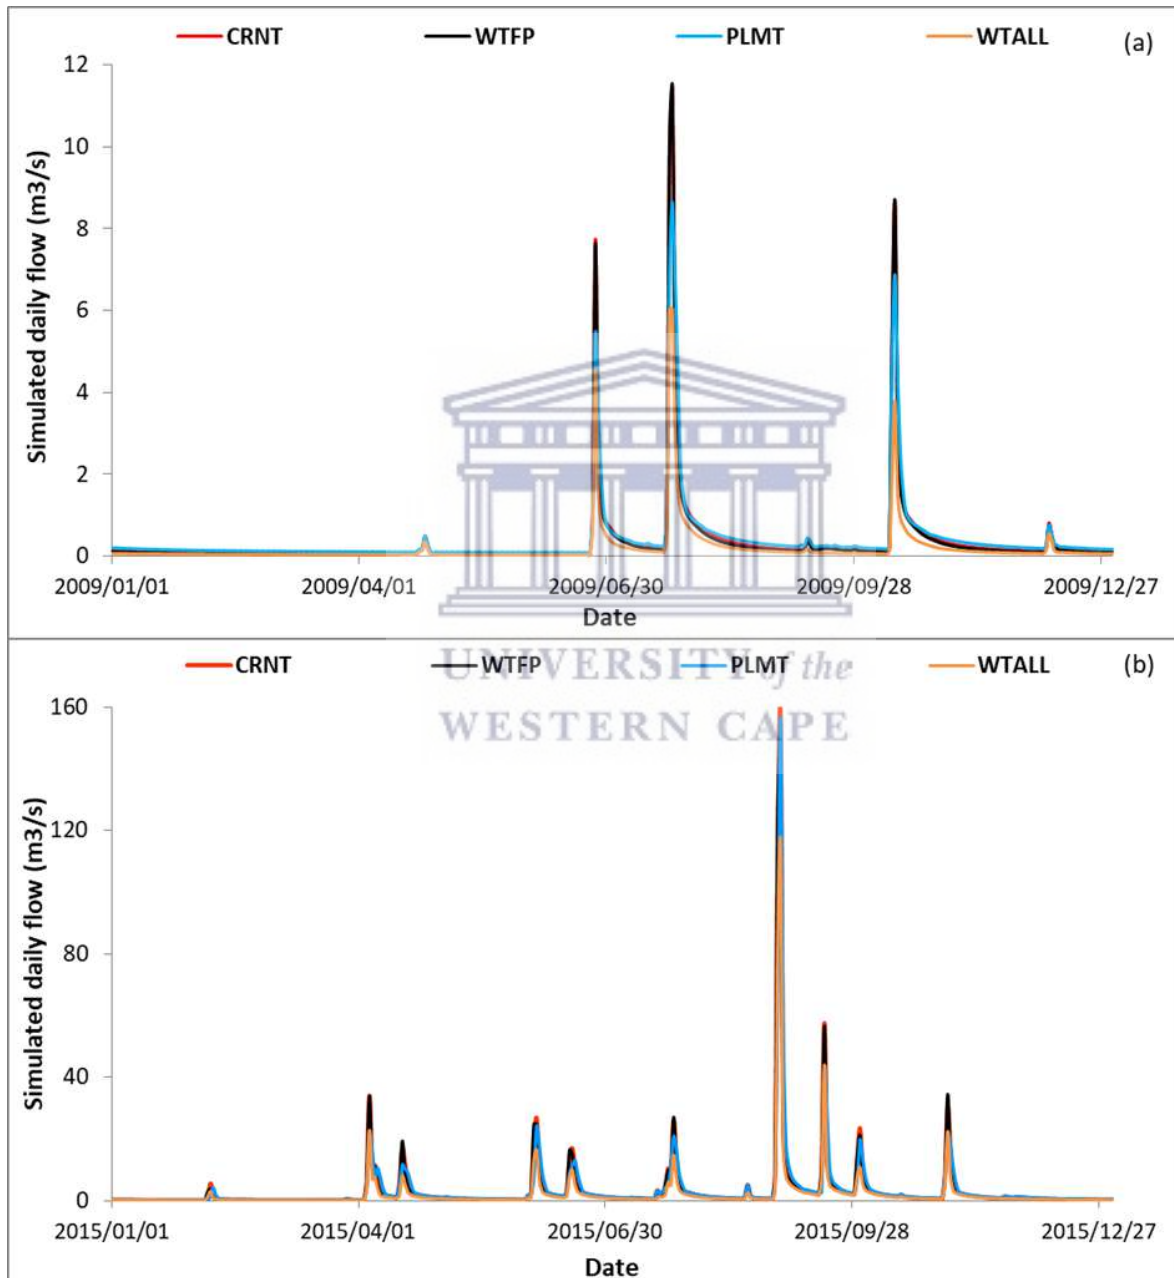 CRNT WTFP PLMT WTALL (a)
12
10
8
6
4
2
0
Simulated daily flow (m3/s)
2009/01/01 2009/04/01 2009/06/30 2009/09/28 2009/12/27
Date
CRNT WTFP PLMT WTALL (b)
UNIVERSITY of the
WESTERN CAPE
160
120
80
40
0
Simulated daily flow (m3/s)
2015/01/01 2015/04/01 2015/06/30 2015/09/28 2015/12/27
Date